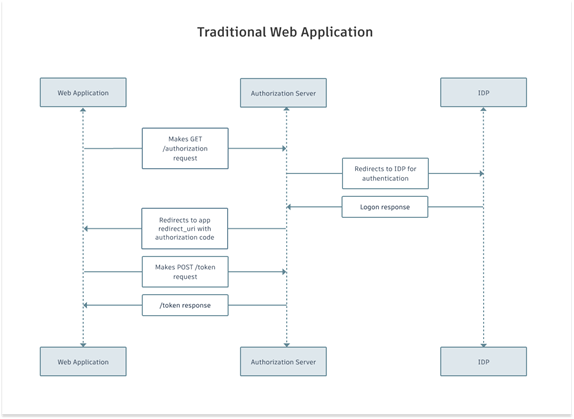 Traditional Web Application
Web Application
Authorization Server
IDP
Makes GET
/authorization
request
Redirects to IDP for
authentication
Logon response
Redirects to app
redirect_uri with
authorization code
Makes POST /token
request
/token response
Web Application
Authorization Server
IDP